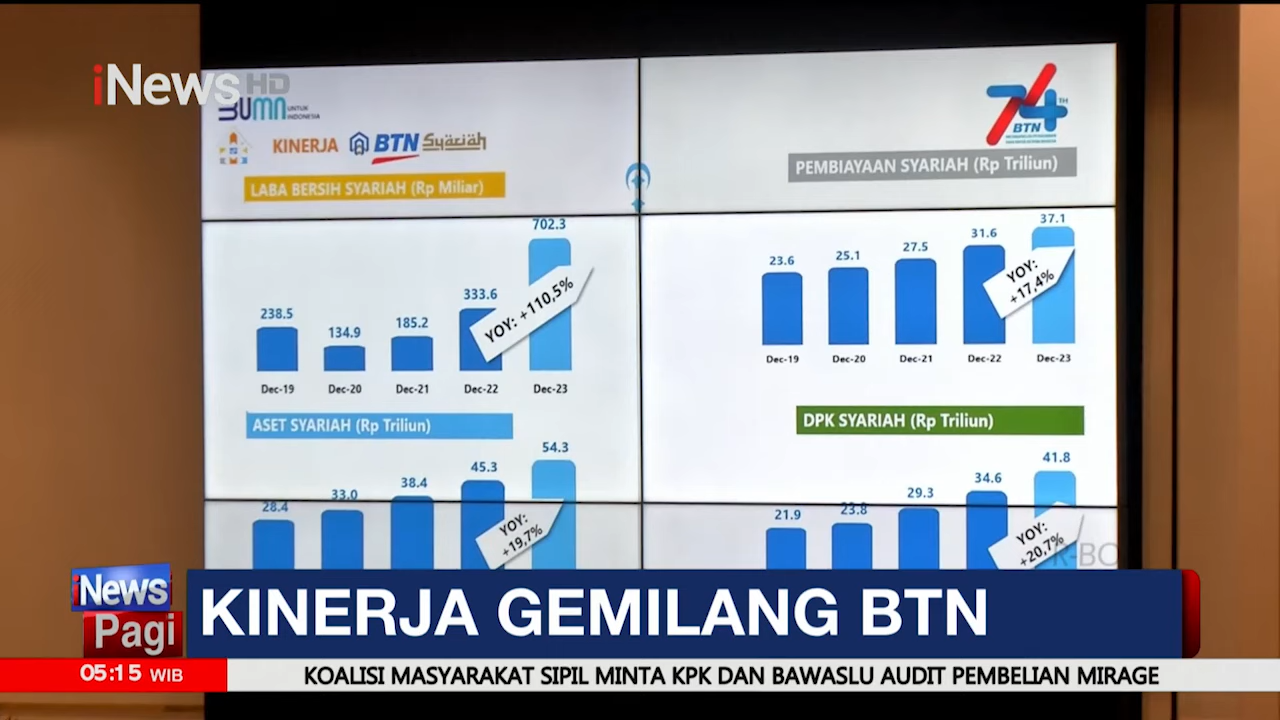 iNews HD
BUMN UNTUK
INDONESIA
KINERJA BTN Syariah
74 TH
BTN
LABA BERSIH SYARIAH (Rp Miliar)
238.5 134.9 185.2 333.6 702.3
YOY: +110,5%
Dec-19 Dec-20 Dec-21 Dec-22 Dec-23
PEMBIAYAAN SYARIAH (Rp Triliun)
23.6 25.1 27.5 31.6 37.1
YOY:
+17,4%
Dec-19 Dec-20 Dec-21 Dec-22 Dec-23
ASET SYARIAH (Rp Triliun)
28.4 33.0 38.4 45.3 54.3
YOY:
+19,7%
DPK SYARIAH (Rp Triliun)
21.9 23.8 29.3 34.6 41.8
YOY:
+20,7%
iNews
Pagi
KINERJA GEMILANG BTN
05:15 WIB
KOALISI MASYARAKAT SIPIL MINTA KPK DAN BAWASLU AUDIT PEMBELIAN MIRAGE